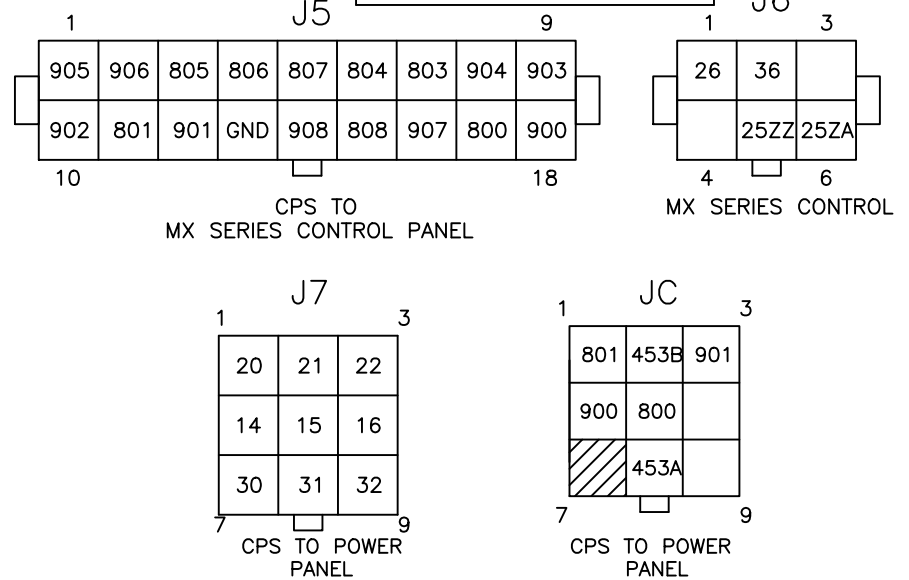 J5
1 9
905 906 805 806 807 804 803 904 903
902 801 901 GND 908 808 907 800 900
10 18
CPS TO
MX SERIES CONTROL PANEL
J6
1 3
26 36
25ZZ 25ZA
4 6
MX SERIES CONTROL
J7
1 3
20 21 22
14 15 16
30 31 32
7 9
CPS TO POWER
PANEL
JC
1 3
801 453B 901
900 800
453A
7 9
CPS TO POWER
PANEL